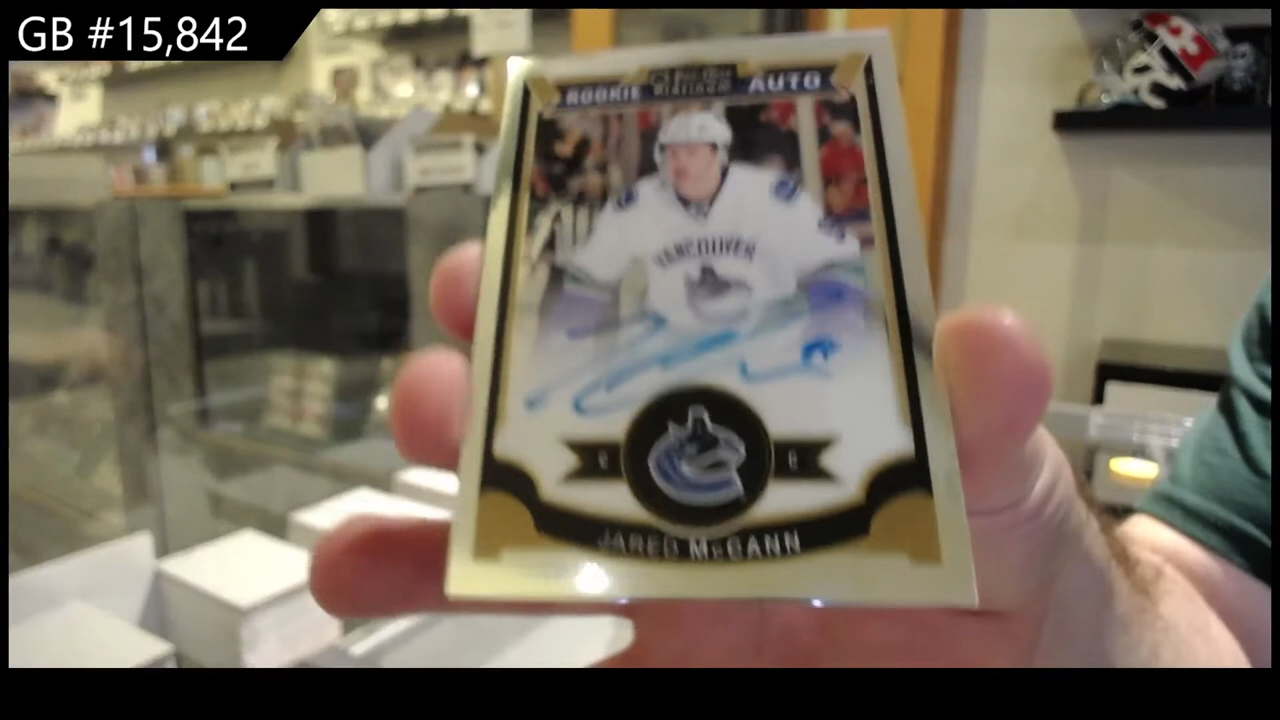 GB #15,842
ROOKIE AUTO
VANCOUVER
C C
JARED McCANN